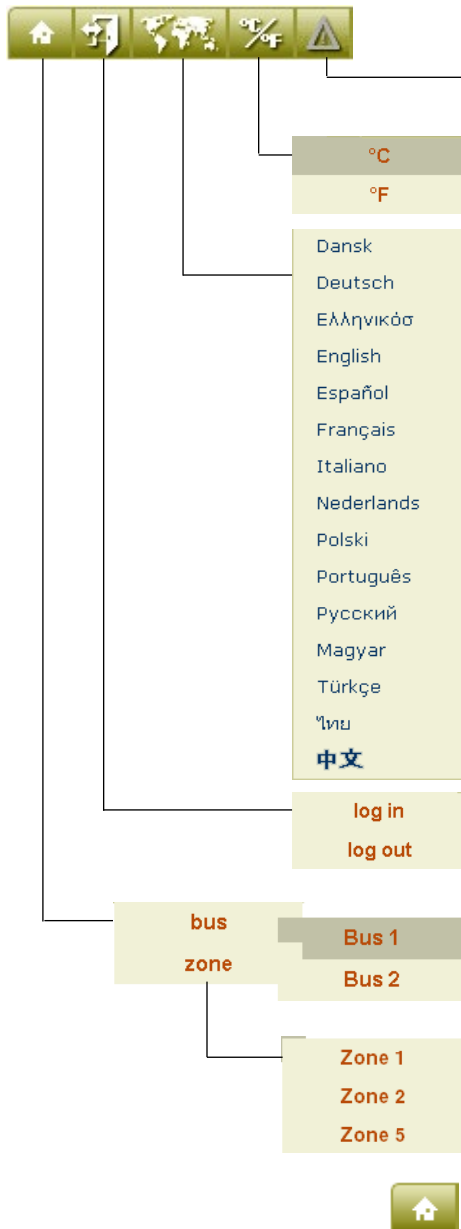 °C/°F
°C
°F
Dansk
Deutsch
Ελληνικόσ
English
Español
Français
Italiano
Nederlands
Polski
Português
Русский
Magyar
Türkçe
ไทย
中文
log in
log out
bus
zone
Bus 1
Bus 2
Zone 1
Zone 2
Zone 5